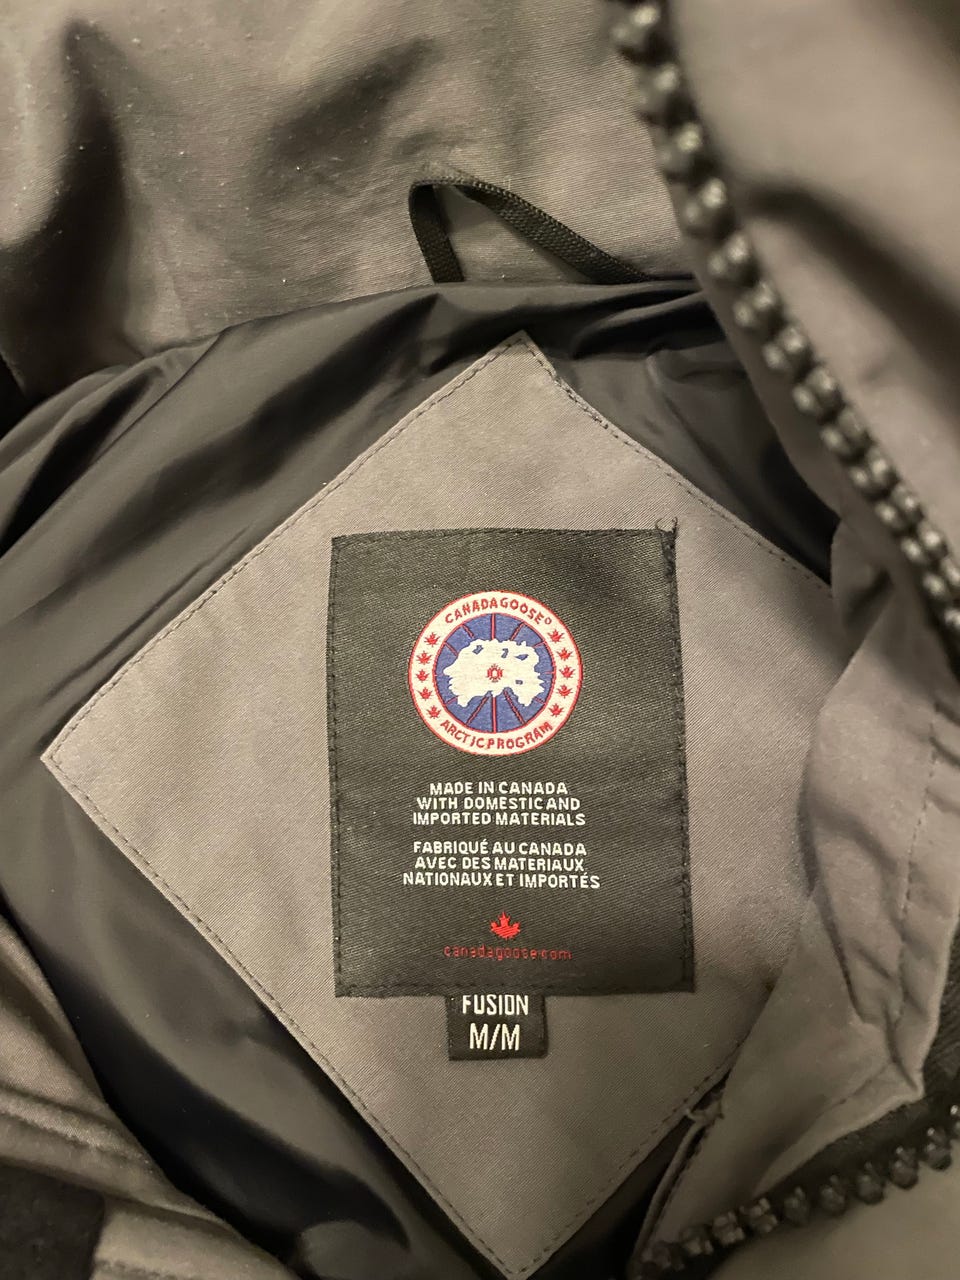 CANADA GOOSE®
ARCTIC PROGRAM
MADE IN CANADA
WITH DOMESTIC AND
IMPORTED MATERIALS
FABRIQUÉ AU CANADA
AVEC DES MATERIAUX
NATIONAUX ET IMPORTÉS
canadagoose.com
FUSION
M/M